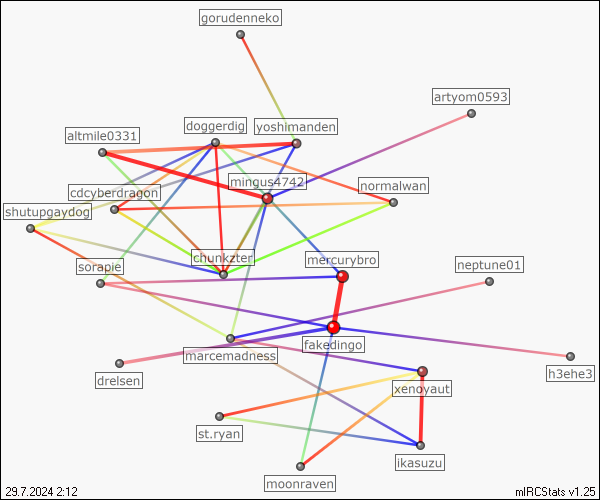 gorudenneko
artyom0593
doggerdig
yoshimanden
altmile0331
mingus4742
normalwan
cdcyberdragon
shutupgaydog
chunkzter
mercurybro
sorapie
neptune01
fakedingo
marcemadness
h3ehe3
drelsen
xenoyaut
st.ryan
ikasuzu
moonraven
29.7.2024 2:12
mIRCStats v1.25